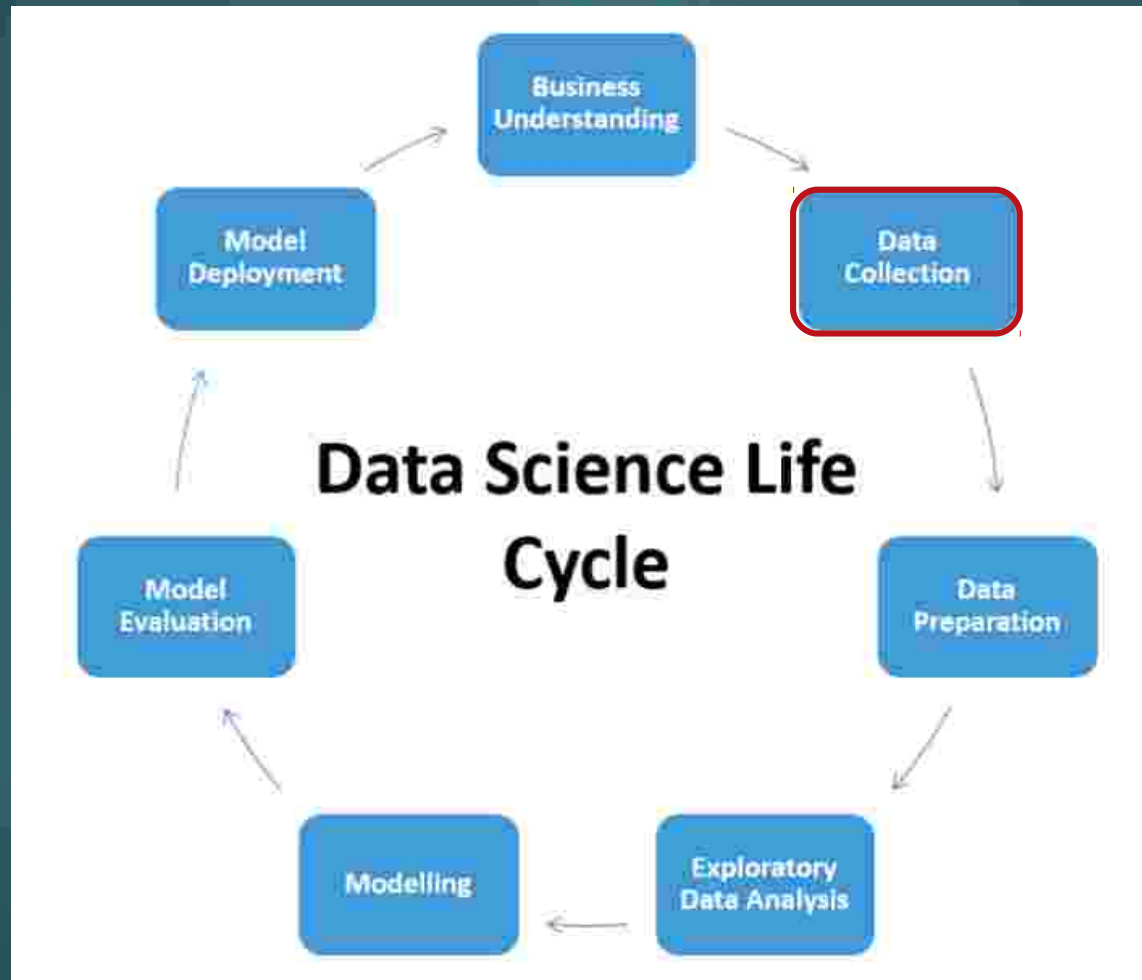 Business
Understanding
Data
Collection
Data
Preparation
Exploratory
Data Analysis
Modelling
Model
Evaluation
Model
Deployment
Data Science Life
Cycle